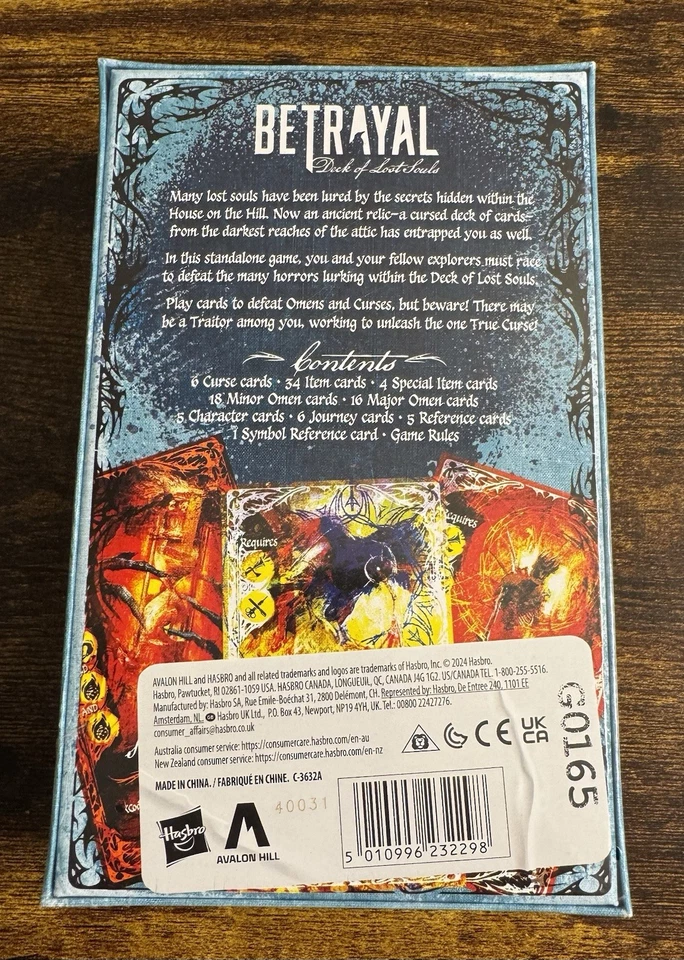 BETRAYAL
Deck of Lost Souls
Many lost souls have been lured by the secrets hidden within the
House on the Hill. Now an ancient relic–a cursed deck of cards–
from the darkest reaches of the attic has entrapped you as well.
In this standalone game, you and your fellow explorers must race
to defeat the many horrors lurking within the Deck of Lost Souls.
Play cards to defeat Omens and Curses, but beware! There may
be a Traitor among you, working to unleash the one True Curse!
Contents
6 Curse cards • 34 Item cards • 4 Special Item cards
18 Minor Omen cards • 16 Major Omen cards
5 Character cards • 6 Journey cards • 5 Reference cards
1 Symbol Reference card • Game Rules
Requires
OR
Requires
AND
AVALON HILL and HASBRO and all related trademarks and logos are trademarks of Hasbro, Inc. © 2024 Hasbro.
Hasbro, Pawtucket, RI 02861-1059 USA. HASBRO CANADA, LONGUEUIL, QC, CANADA J4G 1G2. US/CANADA TEL. 1-800-255-5516.
Manufactured by: Hasbro SA, Rue Emile-Boéchat 31, 2800 Delémont, CH. Represented by: Hasbro, De Entree 240, 1101 EE
Amsterdam, NL. GB Hasbro UK Ltd., P.O. Box 43, Newport, NP19 4YH, UK. Tel.: 00800 22427276.
consumer_affairs@hasbro.co.uk
Australia consumer service: https://consumercare.hasbro.com/en-au
New Zealand consumer service: https://consumercare.hasbro.com/en-nz
CE UK CA
G0165
MADE IN CHINA. / FABRIQUÉ EN CHINE. C-3632A
40031
Hasbro
AVALON HILL
5 010996 232298